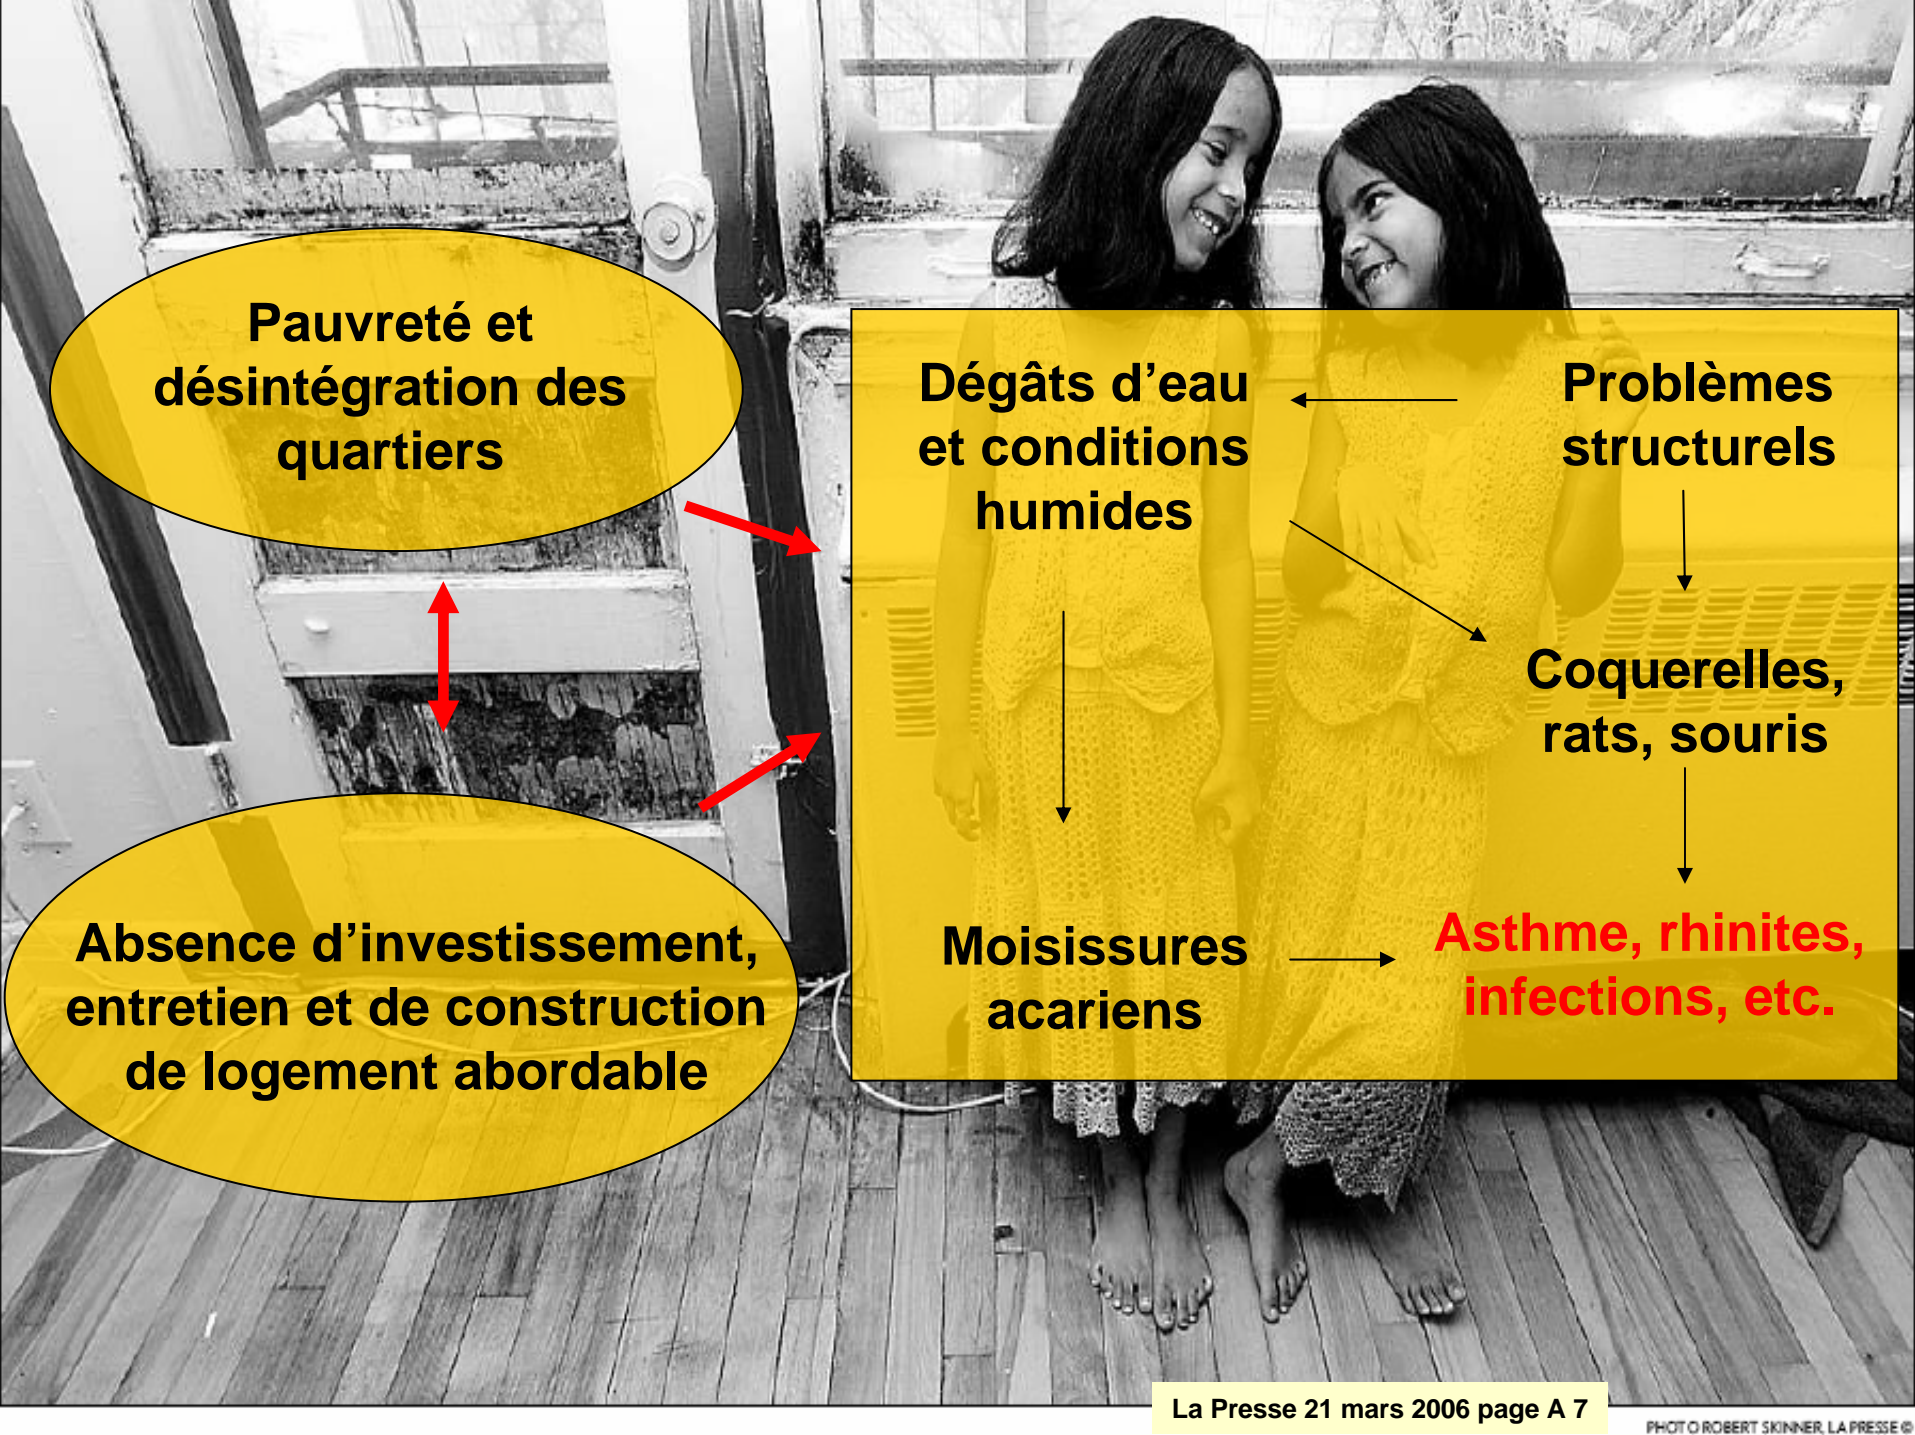 Pauvreté et
désintégration des
quartiers
Dégâts d’eau
et conditions
humides
Problèmes
structurels
Coquerelles,
rats, souris
Absence d’investissement,
entretien et de construction
de logement abordable
Moisissures
acariens
Asthme, rhinites,
infections, etc.
La Presse 21 mars 2006 page A 7
PHOTO ROBERT SKINNER, LA PRESSE ©